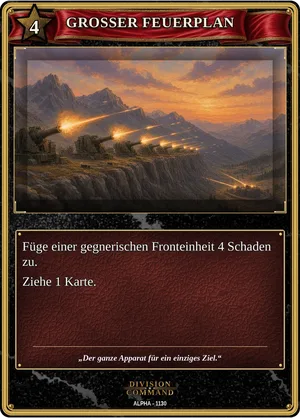 4
GROSSER FEUERPLAN
Füge einer gegnerischen Fronteinheit 4 Schaden
zu.
Ziehe 1 Karte.
„Der ganze Apparat für ein einziges Ziel.“
DIVISION
COMMAND
ALPHA - 1130